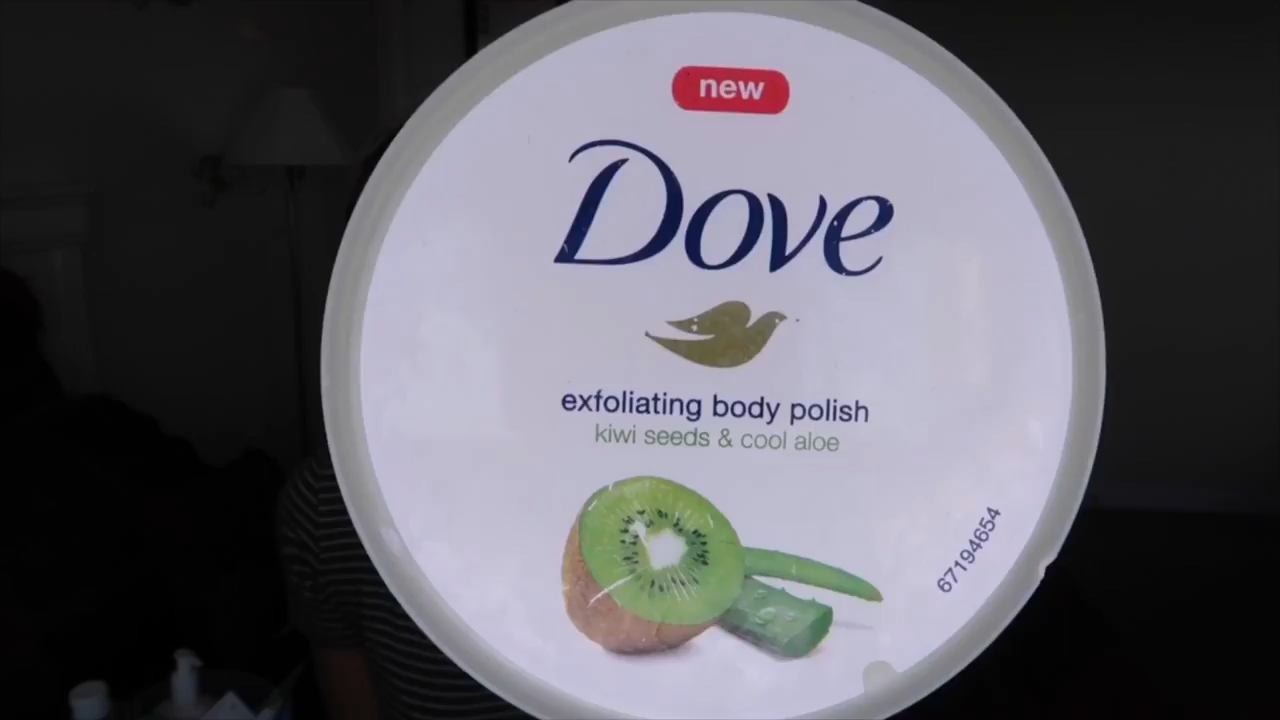 new
Dove
exfoliating body polish
kiwi seeds & cool aloe
67194654